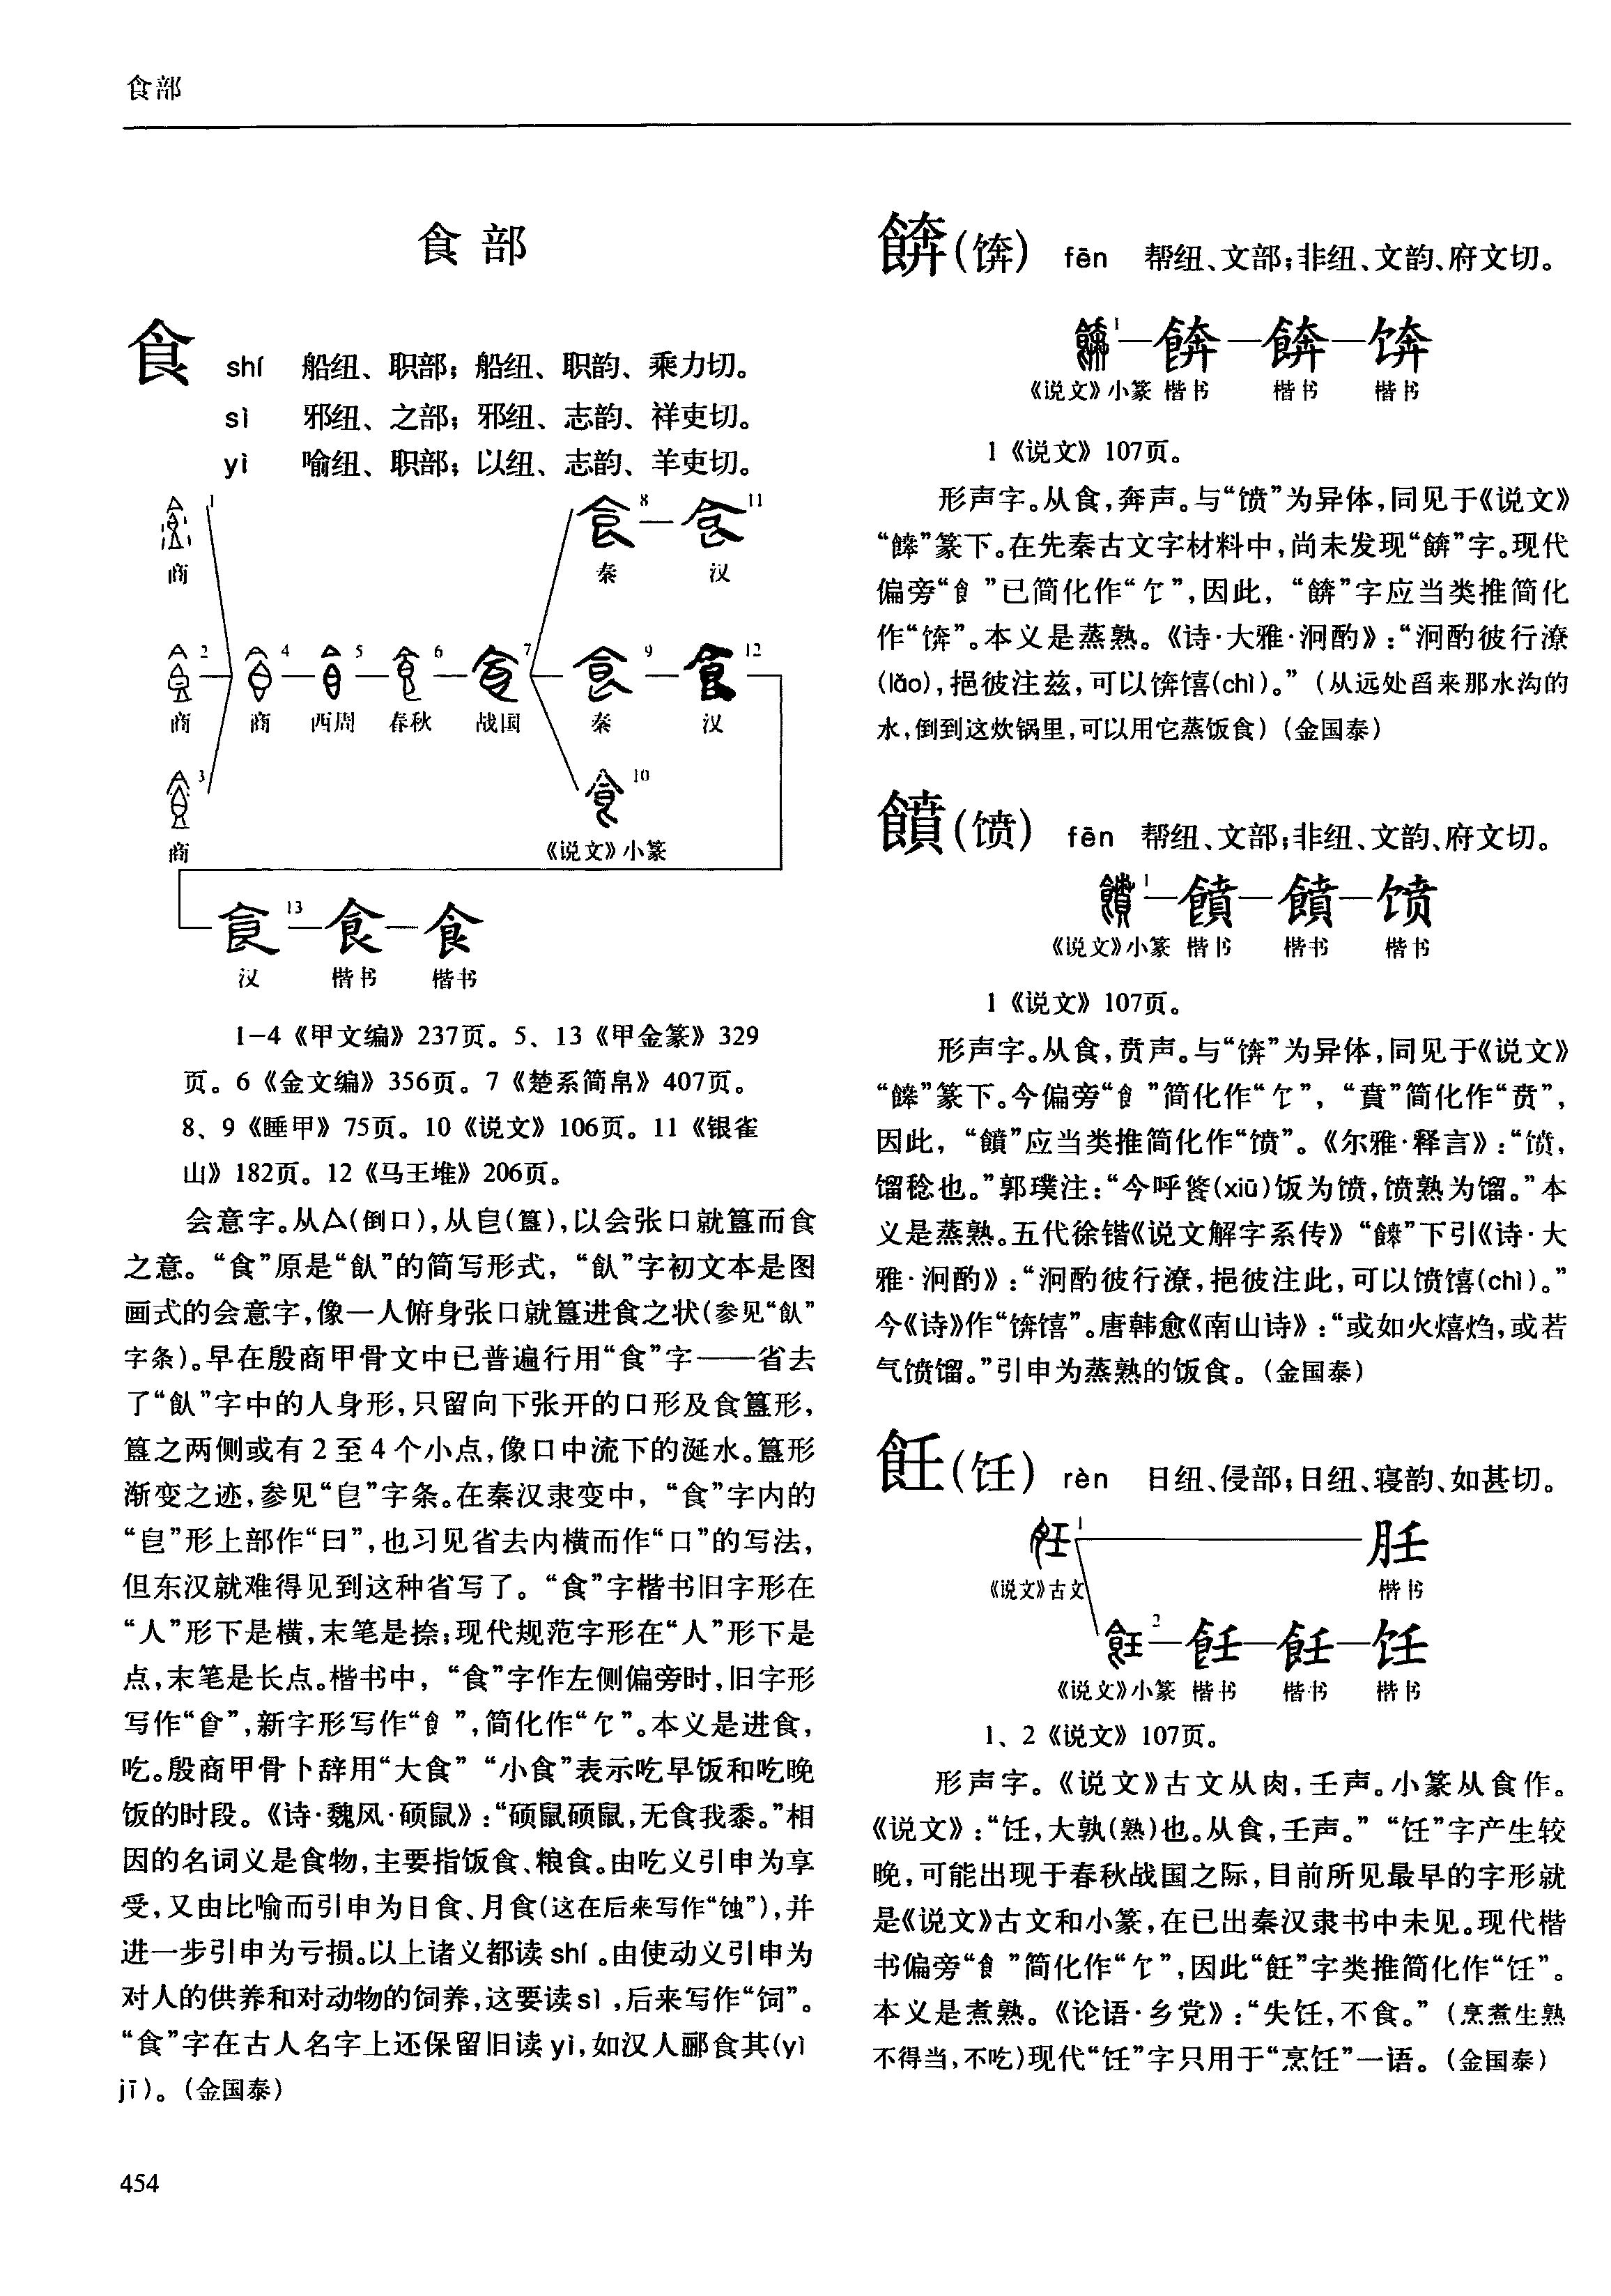 食部
食部
食 shí 船纽、职部；船纽、职韵、乘力切。
sì 邪纽、之部；邪纽、志韵、祥吏切。
yì 喻纽、职部；以纽、志韵、羊吏切。
1 8 11
商 秦 汉
2 4 5 6 7 9 12
商 商 西周 春秋 战国 秦 汉
3 10
商 《说文》小篆
食13—食—食
汉 楷书 楷书
1—4《甲文编》237页。5、13《甲金篆》329
页。6《金文编》356页。7《楚系简帛》407页。
8、9《睡甲》75页。10《说文》106页。11《银雀
山》182页。12《马王堆》206页。
会意字。从亼(倒口)，从皀(簋)，以会张口就簋而食
之意。“食”原是“飤”的简写形式，“飤”字初文本是图
画式的会意字，像一人俯身张口就簋进食之状(参见“飤”
字条)。早在殷商甲骨文中已普遍行用“食”字——省去
了“飤”字中的人身形，只留向下张开的口形及食簋形，
簋之两侧或有2至4个小点，像口中流下的涎水。簋形
渐变之迹，参见“皀”字条。在秦汉隶变中，“食”字内的
“皀”形上部作“日”，也习见省去内横而作“口”的写法，
但东汉就难得见到这种省写了。“食”字楷书旧字形在
“人”形下是横，末笔是捺；现代规范字形在“人”形下是
点，末笔是长点。楷书中，“食”字作左侧偏旁时，旧字形
写作“𩙿”，新字形写作“飠”，简化作“饣”。本义是进食，
吃。殷商甲骨卜辞用“大食”“小食”表示吃早饭和吃晚
饭的时段。《诗·魏风·硕鼠》：“硕鼠硕鼠，无食我黍。”相
因的名词义是食物，主要指饭食、粮食。由吃义引申为享
受，又由比喻而引申为日食、月食(这在后来写作“蚀”)，并
进一步引申为亏损。以上诸义都读shí。由使动义引申为
对人的供养和对动物的饲养，这要读sì，后来写作“饲”。
“食”字在古人名字上还保留旧读yì，如汉人郦食其(yì
jī)。(金国泰)
454
餴(𫗧) fēn 帮纽、文部；非纽、文韵、府文切。
1—餴—餴—𫗧
《说文》小篆 楷书 楷书 楷书
1《说文》107页。
形声字。从食，奔声。与“𫗱”为异体，同见于《说文》
“𩞯”篆下。在先秦古文字材料中，尚未发现“餴”字。现代
偏旁“飠”已简化作“饣”，因此，“餴”字应当类推简化
作“𫗧”。本义是蒸熟。《诗·大雅·泂酌》：“泂酌彼行潦
(lǎo)，挹彼注兹，可以𫗧饎(chì)。”(从远处舀来那水沟的
水，倒到这炊锅里，可以用它蒸饭食)(金国泰)
饙(𫗱) fēn 帮纽、文部；非纽、文韵、府文切。
1—饙—饙—𫗱
《说文》小篆 楷书 楷书 楷书
1《说文》107页。
形声字。从食，贲声。与“𫗧”为异体，同见于《说文》
“𩞯”篆下。今偏旁“飠”简化作“饣”，“賁”简化作“贲”，
因此，“饙”应当类推简化作“𫗱”。《尔雅·释言》：“𫗱，
馏稔也。”郭璞注：“今呼䬧(xiū)饭为𫗱，𫗱熟为馏。”本
义是蒸熟。五代徐锴《说文解字系传》“𩞯”下引《诗·大
雅·泂酌》：“泂酌彼行潦，挹彼注此，可以𫗱饎(chì)。”
今《诗》作“𫗧饎”。唐韩愈《南山诗》：“或如火熺焰，或若
气𫗱馏。”引申为蒸熟的饭食。(金国泰)
飪(饪) rèn 日纽、侵部；日纽、寝韵、如甚切。
1—胜
《说文》古文 楷书
2—飪—飪—饪
《说文》小篆 楷书 楷书 楷书
1、2《说文》107页。
形声字。《说文》古文从肉，壬声。小篆从食作。
《说文》：“饪，大孰(熟)也。从食，壬声。”“饪”字产生较
晚，可能出现于春秋战国之际，目前所见最早的字形就
是《说文》古文和小篆，在已出秦汉隶书中未见。现代楷
书偏旁“飠”简化作“饣”，因此“飪”字类推简化作“饪”。
本义是煮熟。《论语·乡党》：“失饪，不食。”(烹煮生熟
不得当，不吃)现代“饪”字只用于“烹饪”一语。(金国泰)